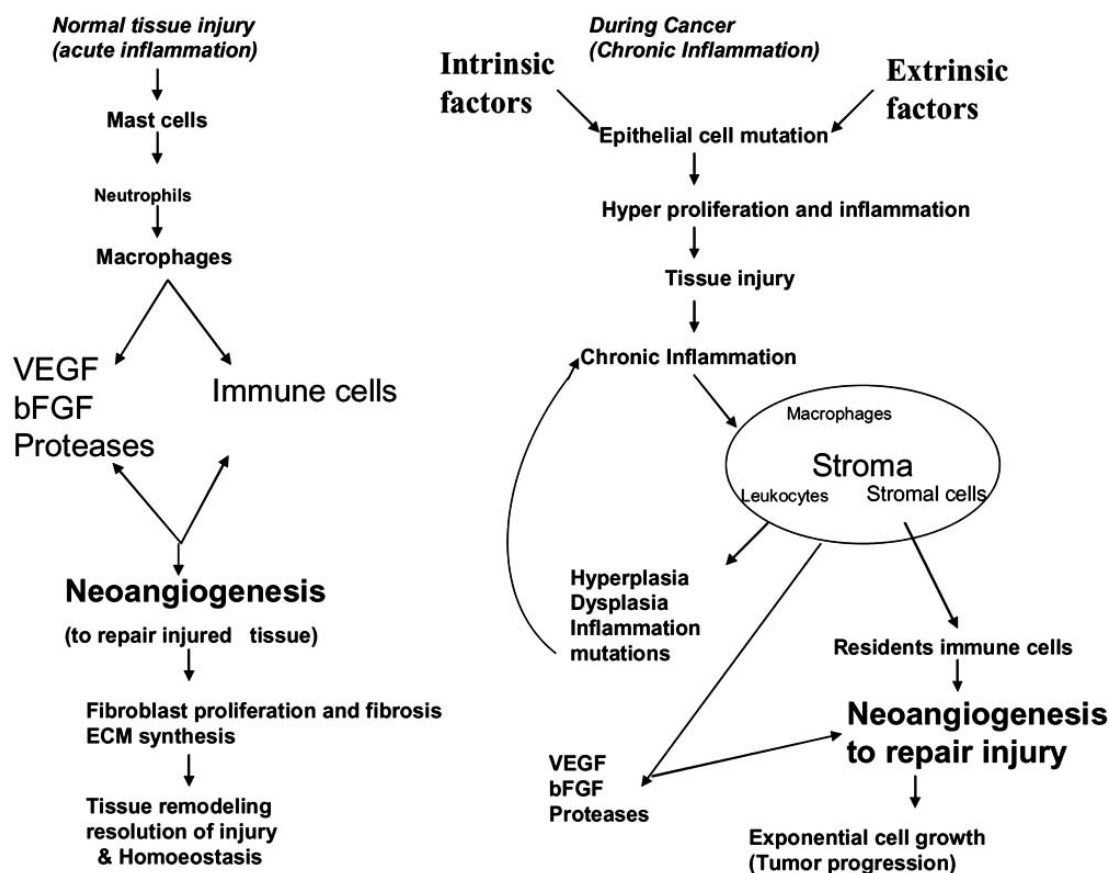 Normal tissue injury
(acute inflammation)
Mast cells
Neutrophils
Macrophages
VEGF
bFGF
Proteases
Immune cells
Neoangiogenesis
(to repair injured tissue)
Fibroblast proliferation and fibrosis
ECM synthesis
Tissue remodeling
resolution of injury
& Homoeostasis
During Cancer
(Chronic Inflammation)
Intrinsic
factors
Extrinsic
factors
Epithelial cell mutation
Hyper proliferation and inflammation
Tissue injury
Chronic Inflammation
Macrophages
Stroma
Leukocytes
Stromal cells
Hyperplasia
Dysplasia
Inflammation
mutations
Residents immune cells
Neoangiogenesis
to repair injury
VEGF
bFGF
Proteases
Exponential cell growth
(Tumor progression)